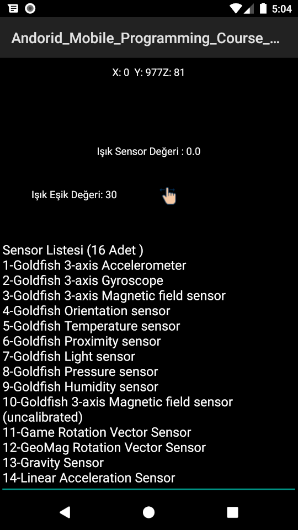 5:04
Andorid_Mobile_Programming_Course_...
X: 0 Y: 977Z: 81
Işık Sensor Değeri : 0.0
Işık Eşik Değeri: 30
Sensor Listesi (16 Adet )
1-Goldfish 3-axis Accelerometer
2-Goldfish 3-axis Gyroscope
3-Goldfish 3-axis Magnetic field sensor
4-Goldfish Orientation sensor
5-Goldfish Temperature sensor
6-Goldfish Proximity sensor
7-Goldfish Light sensor
8-Goldfish Pressure sensor
9-Goldfish Humidity sensor
10-Goldfish 3-axis Magnetic field sensor
(uncalibrated)
11-Game Rotation Vector Sensor
12-GeoMag Rotation Vector Sensor
13-Gravity Sensor
14-Linear Acceleration Sensor